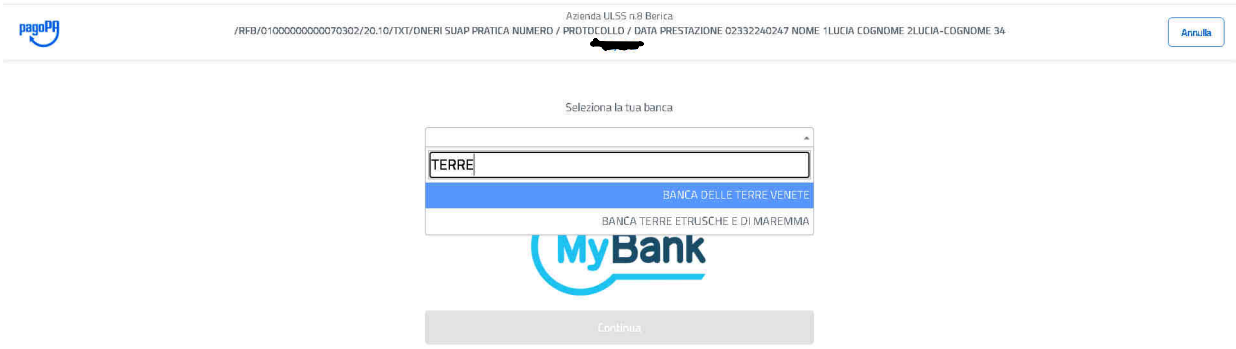 pagoPA
Azienda ULSS n.8 Berica
/RFB/01000000000070302/20.10/TXT/ONERI SUAP PRATICA NUMERO / PROTOCOLLO / DATA PRESTAZIONE 02332240247 NOME 1LUCIA COGNOME 2LUCIA-COGNOME 34
Annulla
Seleziona la tua banca
TERRE
BANCA DELLE TERRE VENETE
BANCA TERRE ETRUSCHE E DI MAREMMA
MyBank
Continua